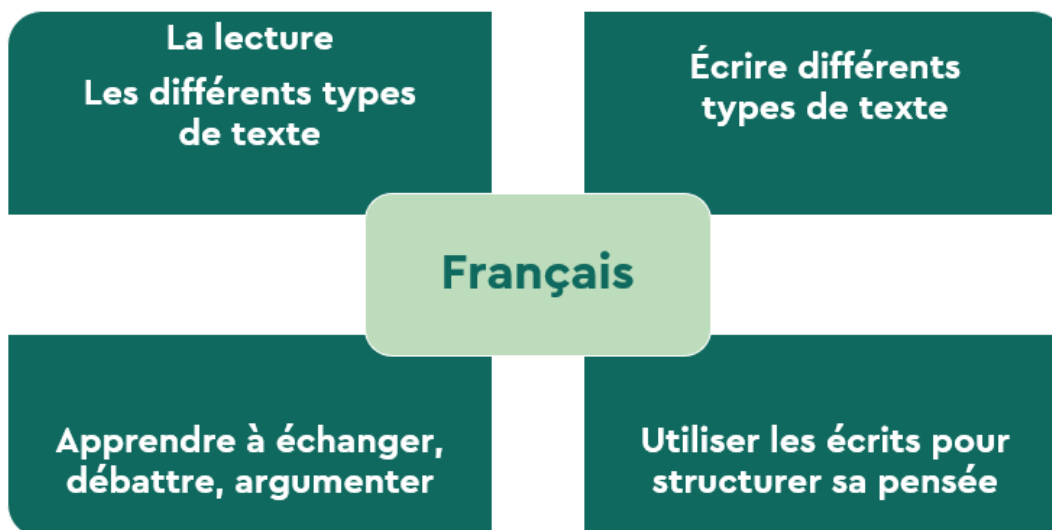 La lecture
Les différents types
de texte
Écrire différents
types de texte
Français
Apprendre à échanger,
débattre, argumenter
Utiliser les écrits pour
structurer sa pensée